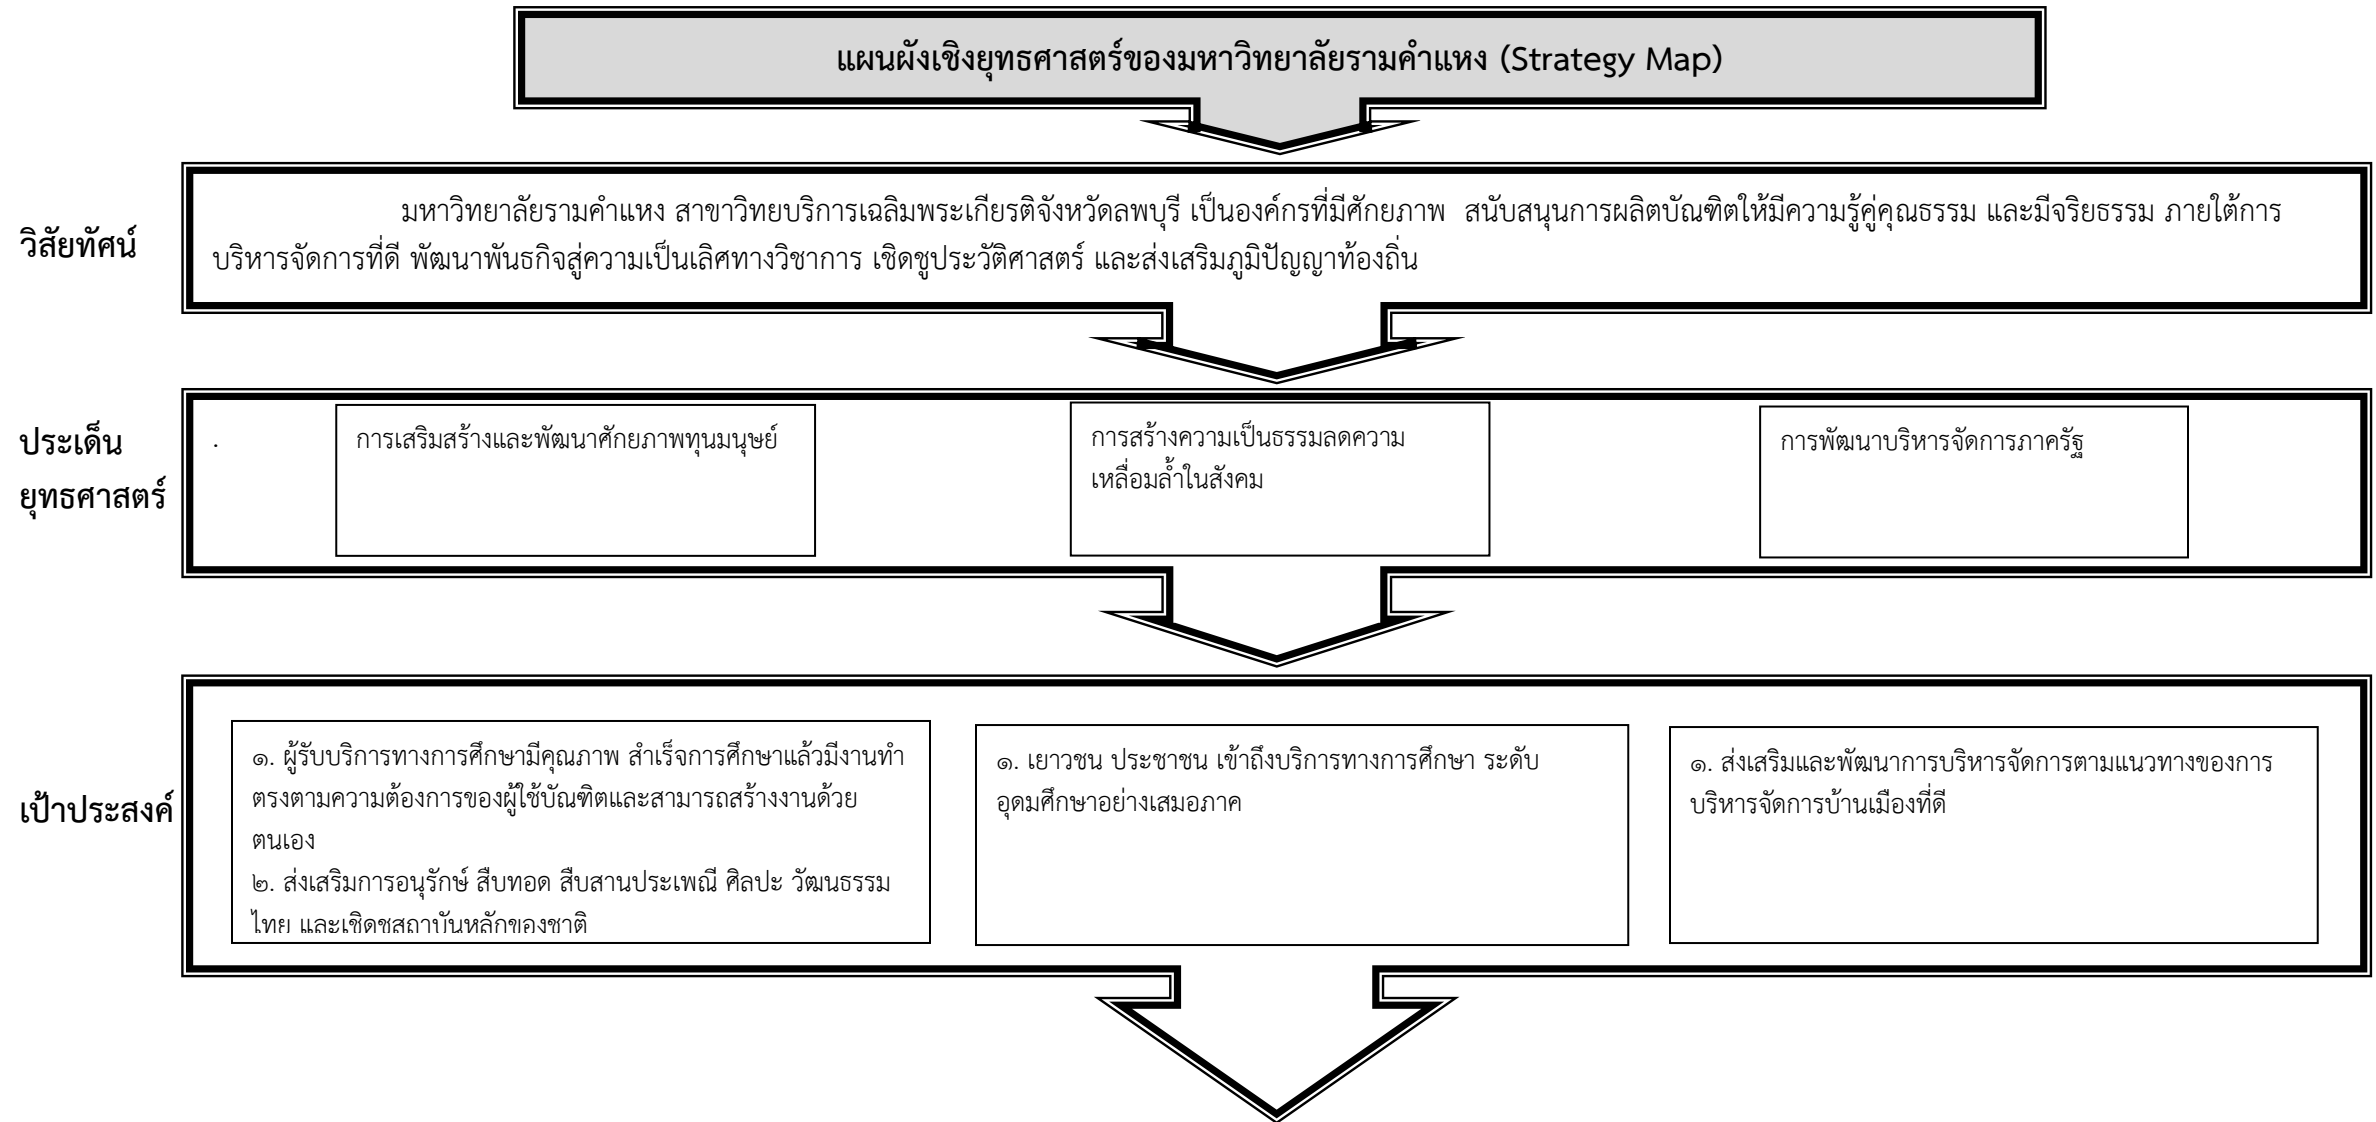 แผนผังเชิงยุทธศาสตร์ของมหาวิทยาลัยรามคำแหง (Strategy Map)
วิสัยทัศน์
มหาวิทยาลัยรามคำแหง สาขาวิทยบริการเฉลิมพระเกียรติจังหวัดลพบุรี เป็นองค์กรที่มีศักยภาพ สนับสนุนการผลิตบัณฑิตให้มีความรู้คู่คุณธรรม และมีจริยธรรม ภายใต้การ
บริหารจัดการที่ดี พัฒนาพันธกิจสู่ความเป็นเลิศทางวิชาการ เชิดชูประวัติศาสตร์ และส่งเสริมภูมิปัญญาท้องถิ่น
ประเด็น
ยุทธศาสตร์
.
การเสริมสร้างและพัฒนาศักยภาพทุนมนุษย์
การสร้างความเป็นธรรมลดความ
เหลื่อมล้ำในสังคม
การพัฒนาบริหารจัดการภาครัฐ
เป้าประสงค์
๑. ผู้รับบริการทางการศึกษามีคุณภาพ สำเร็จการศึกษาแล้วมีงานทำ
ตรงตามความต้องการของผู้ใช้บัณฑิตและสามารถสร้างงานด้วย
ตนเอง
๒. ส่งเสริมการอนุรักษ์ สืบทอด สืบสานประเพณี ศิลปะ วัฒนธรรม
ไทย และเชิดชูสถาบันหลักของชาติ
๑. เยาวชน ประชาชน เข้าถึงบริการทางการศึกษา ระดับ
อุดมศึกษาอย่างเสมอภาค
๑. ส่งเสริมและพัฒนาการบริหารจัดการตามแนวทางของการ
บริหารจัดการบ้านเมืองที่ดี